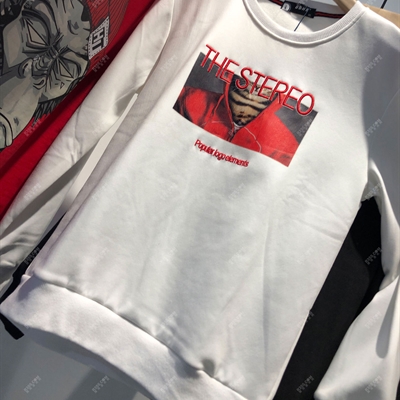 THE STEREO
Popular logo elements